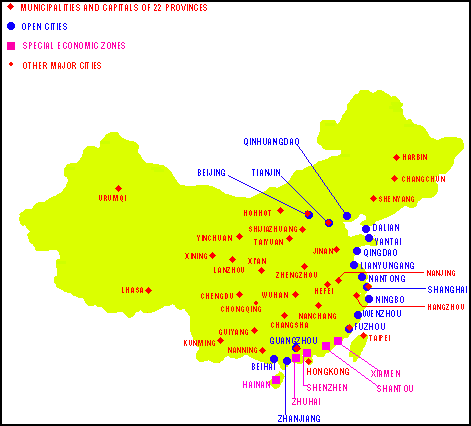 MUNICIPALITIES AND CAPITALS OF 22 PROVINCES
OPEN CITIES
SPECIAL ECONOMIC ZONES
OTHER MAJOR CITIES
QINHUANGDAO
HARBIN
BEIJING
TIANJIN
CHANGCHUN
URUMQI
SHENYANG
HOHHOT
SHIJIAZHUANG
DALIAN
YINCHUAN
TAIYUAN
YANTAI
JINAN
QINGDAO
XINING
XI'AN
LANZHOU
LIANYUNGANG
ZHENGZHOU
NANJING
NANTONG
LHASA
CHENGDU
WUHAN
HEFEI
SHANGHAI
NINGBO
CHONGQING
HANGZHOU
NANCHANG
WENZHOU
CHANGSHA
FUZHOU
GUIYANG
TAIPEI
KUNMING
GUANGZHOU
NANNING
BEIHAI
HONGKONG
XIAMEN
HAINAN
SHENZHEN
SHANTOU
ZHUHAI
ZHANJIANG